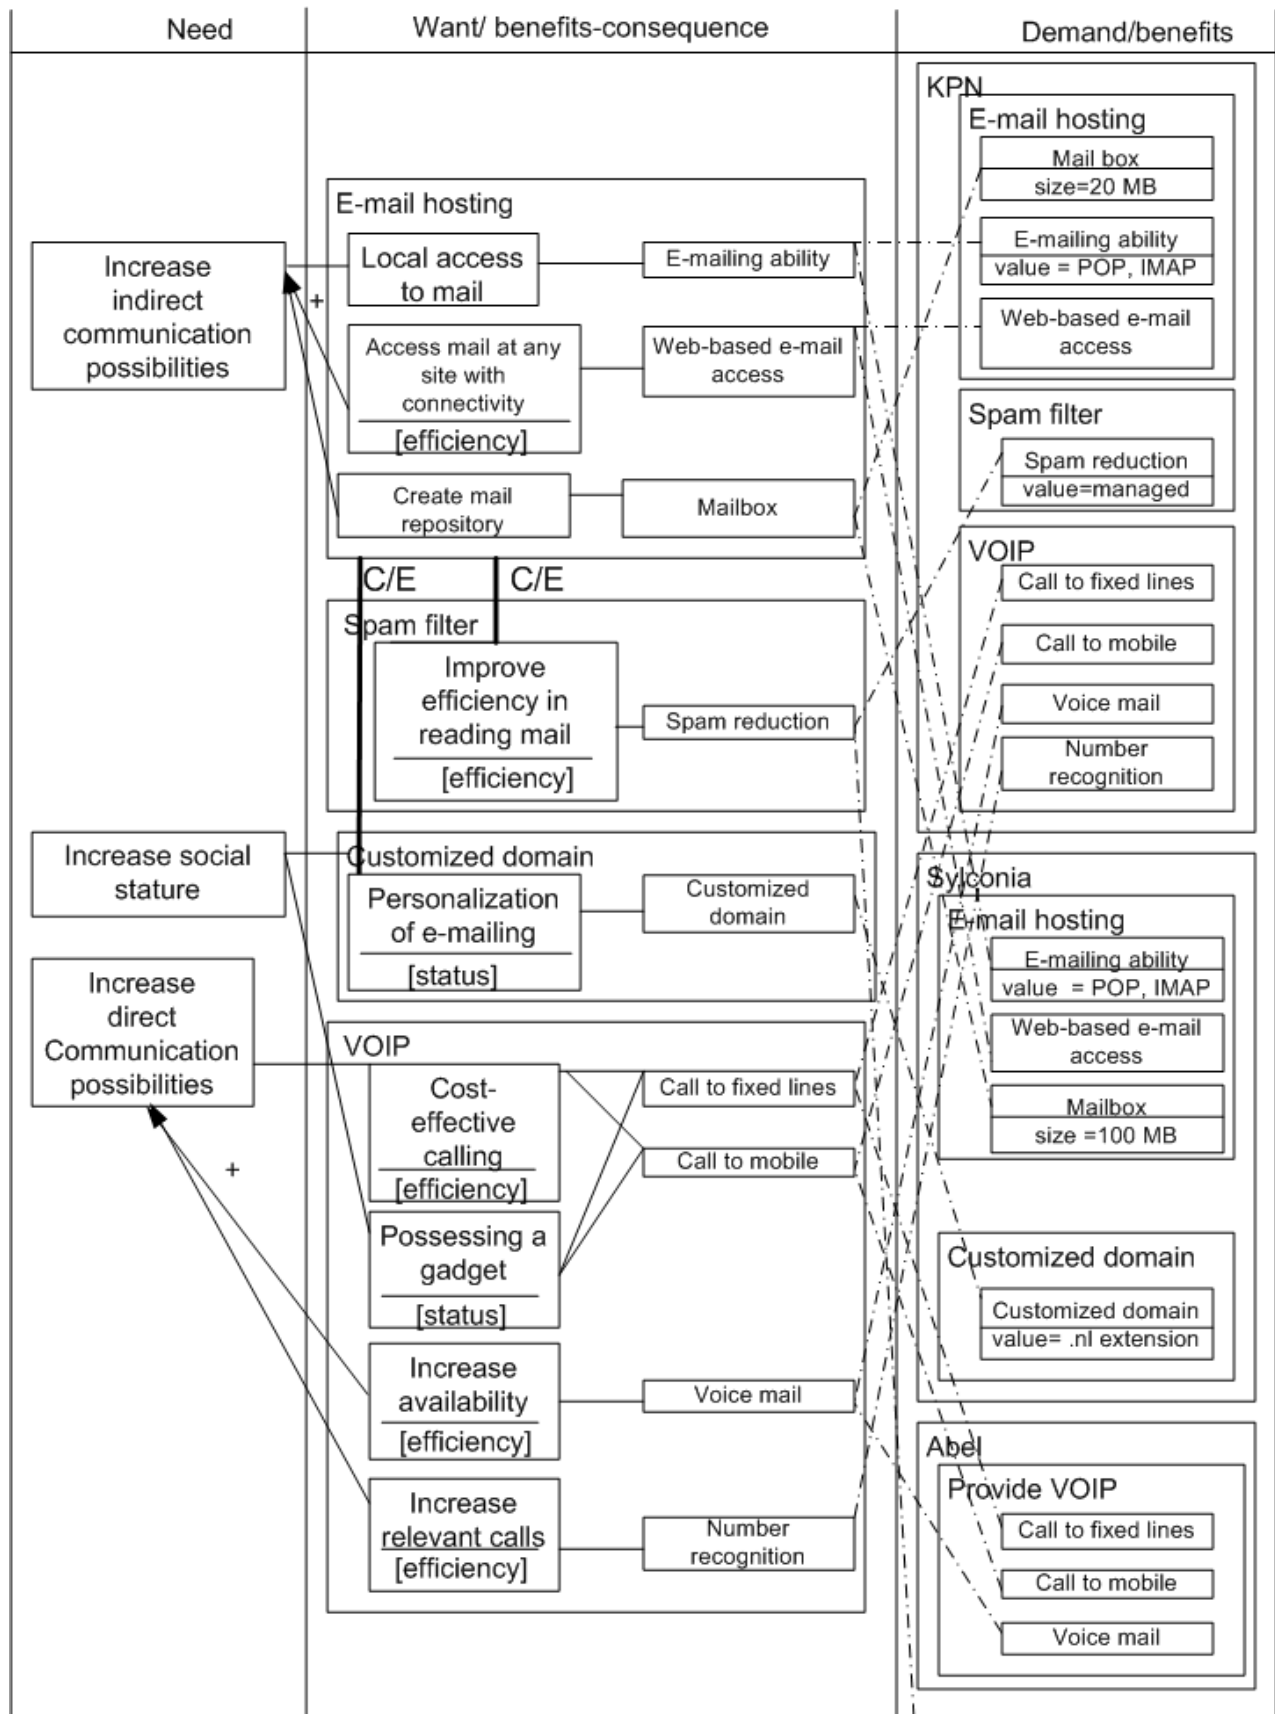 Need
Want/ benefits-consequence
Demand/benefits
Increase
indirect
communication
possibilities
+
Increase social
stature
Increase
direct
Communication
possibilities
+
E-mail hosting
Local access
to mail
E-mailing ability
Access mail at any
site with
connectivity
[efficiency]
Web-based e-mail
access
Create mail
repository
Mailbox
C/E
C/E
Spam filter
Improve
efficiency in
reading mail
[efficiency]
Spam reduction
Customized domain
Personalization
of e-mailing
[status]
Customized
domain
VOIP
Cost-
effective
calling
[efficiency]
Call to fixed lines
Call to mobile
Possessing a
gadget
[status]
Increase
availability
[efficiency]
Voice mail
Increase
relevant calls
[efficiency]
Number
recognition
KPN
E-mail hosting
Mail box
size=20 MB
E-mailing ability
value = POP, IMAP
Web-based e-mail
access
Spam filter
Spam reduction
value=managed
VOIP
Call to fixed lines
Call to mobile
Voice mail
Number
recognition
Sylconia
E-mail hosting
E-mailing ability
value = POP, IMAP
Web-based e-mail
access
Mailbox
size =100 MB
Customized domain
Customized domain
value= .nl extension
Abel
Provide VOIP
Call to fixed lines
Call to mobile
Voice mail